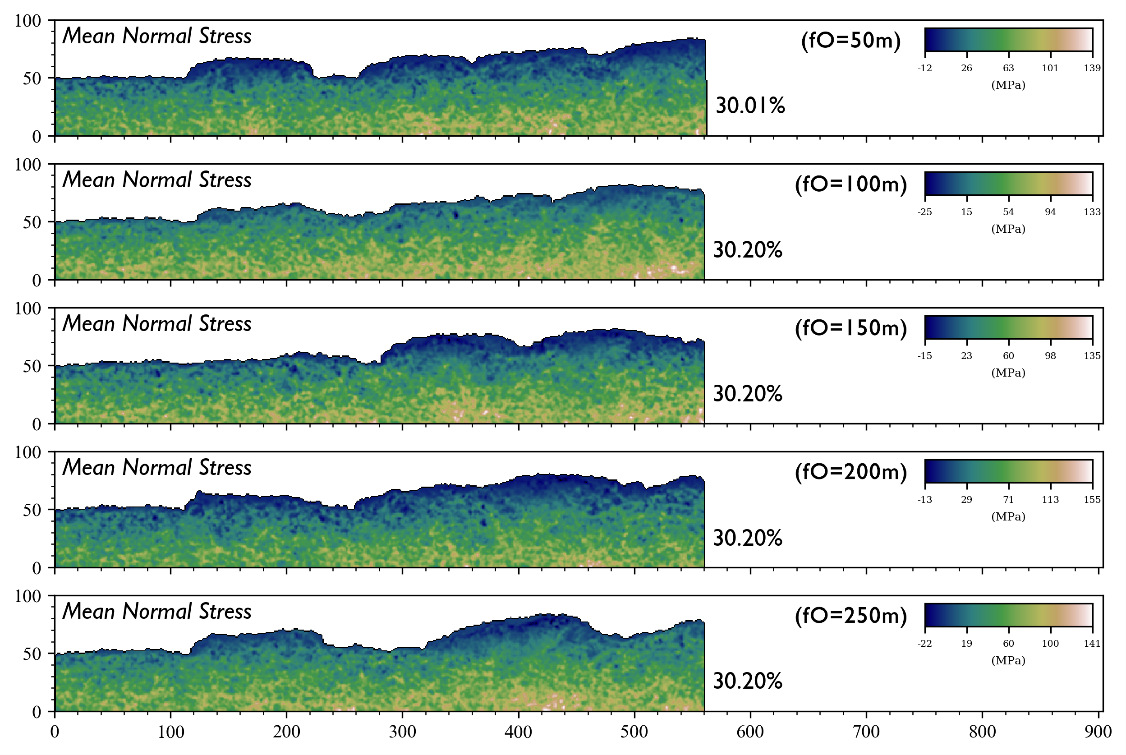 100
Mean Normal Stress
(fO=50m)
50
-12 26 63 101 139
(MPa)
30.01%
0
100
Mean Normal Stress
(fO=100m)
50
-25 15 54 94 133
(MPa)
30.20%
0
100
Mean Normal Stress
(fO=150m)
50
-15 23 60 98 135
(MPa)
30.20%
0
100
Mean Normal Stress
(fO=200m)
50
-13 29 71 113 155
(MPa)
30.20%
0
100
Mean Normal Stress
(fO=250m)
50
-22 19 60 100 141
(MPa)
30.20%
0
0 100 200 300 400 500 600 700 800 900